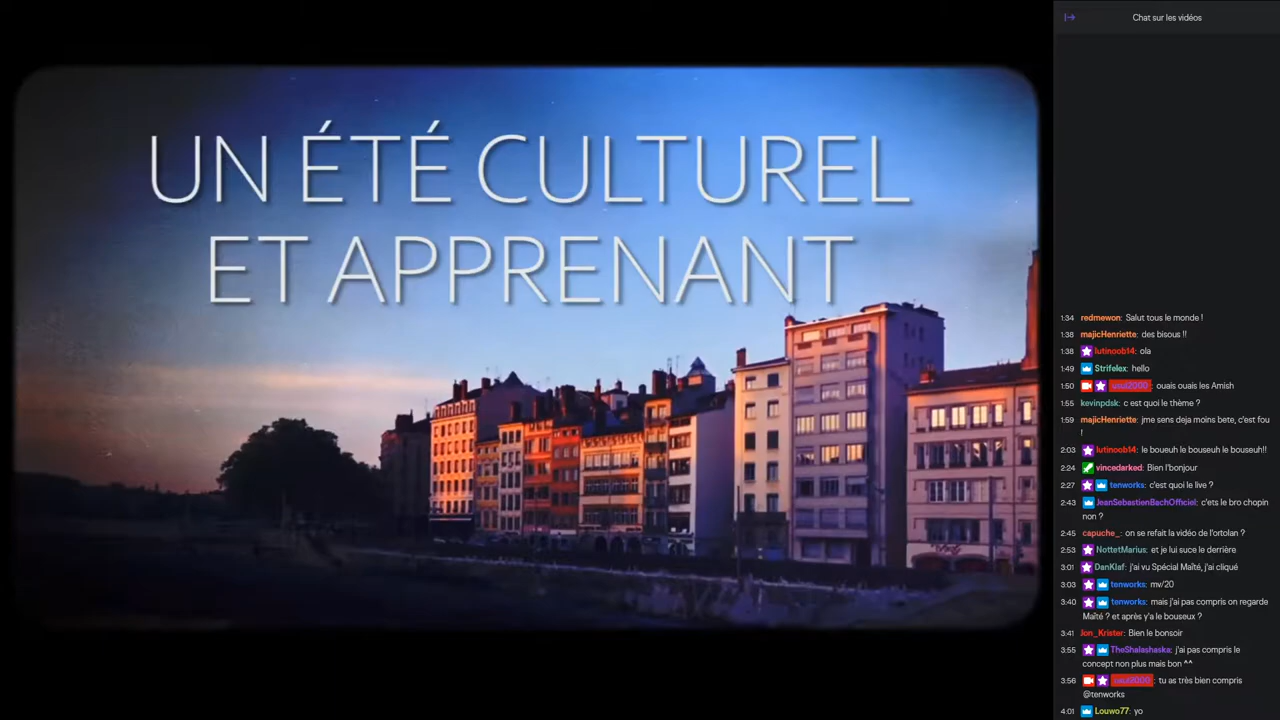 UN ÉTÉ CULTUREL
ET APPRENANT
Chat sur les vidéos
1:34 redmewon: Salut tous le monde !
1:38 majicHenriette: des bisous !!
1:38 lutinoob14: ola
1:49 Strifelex: hello
1:50 usul2000: ouais ouais les Amish
1:55 kevinpdsk: c est quoi le thème ?
1:59 majicHenriette: jme sens deja moins bete, c'est fou
!
2:03 lutinoob14: le boueuh le bouseuh le bouseuh!!
2:24 vincedarked: Bien l'bonjour
2:27 tenworks: c'est quoi le live ?
2:43 JeanSebastienBachOfficiel: c'ets le bro chopin
non ?
2:45 capuche_: on se refait la vidéo de l'ortolan ?
2:53 NottetMarius: et je lui suce le derrière
3:01 DanKlaf: j'ai vu Spécial Maïté, j'ai cliqué
3:03 tenworks: mv/20
3:40 tenworks: mais j'ai pas compris on regarde
Maïté ? et après y'a le bouseux ?
3:41 Jon_Krister: Bien le bonsoir
3:55 TheShalashaska: j'ai pas compris le
concept non plus mais bon ^^
3:56 usul2000: tu as très bien compris
@tenworks
4:01 Louwo77: yo